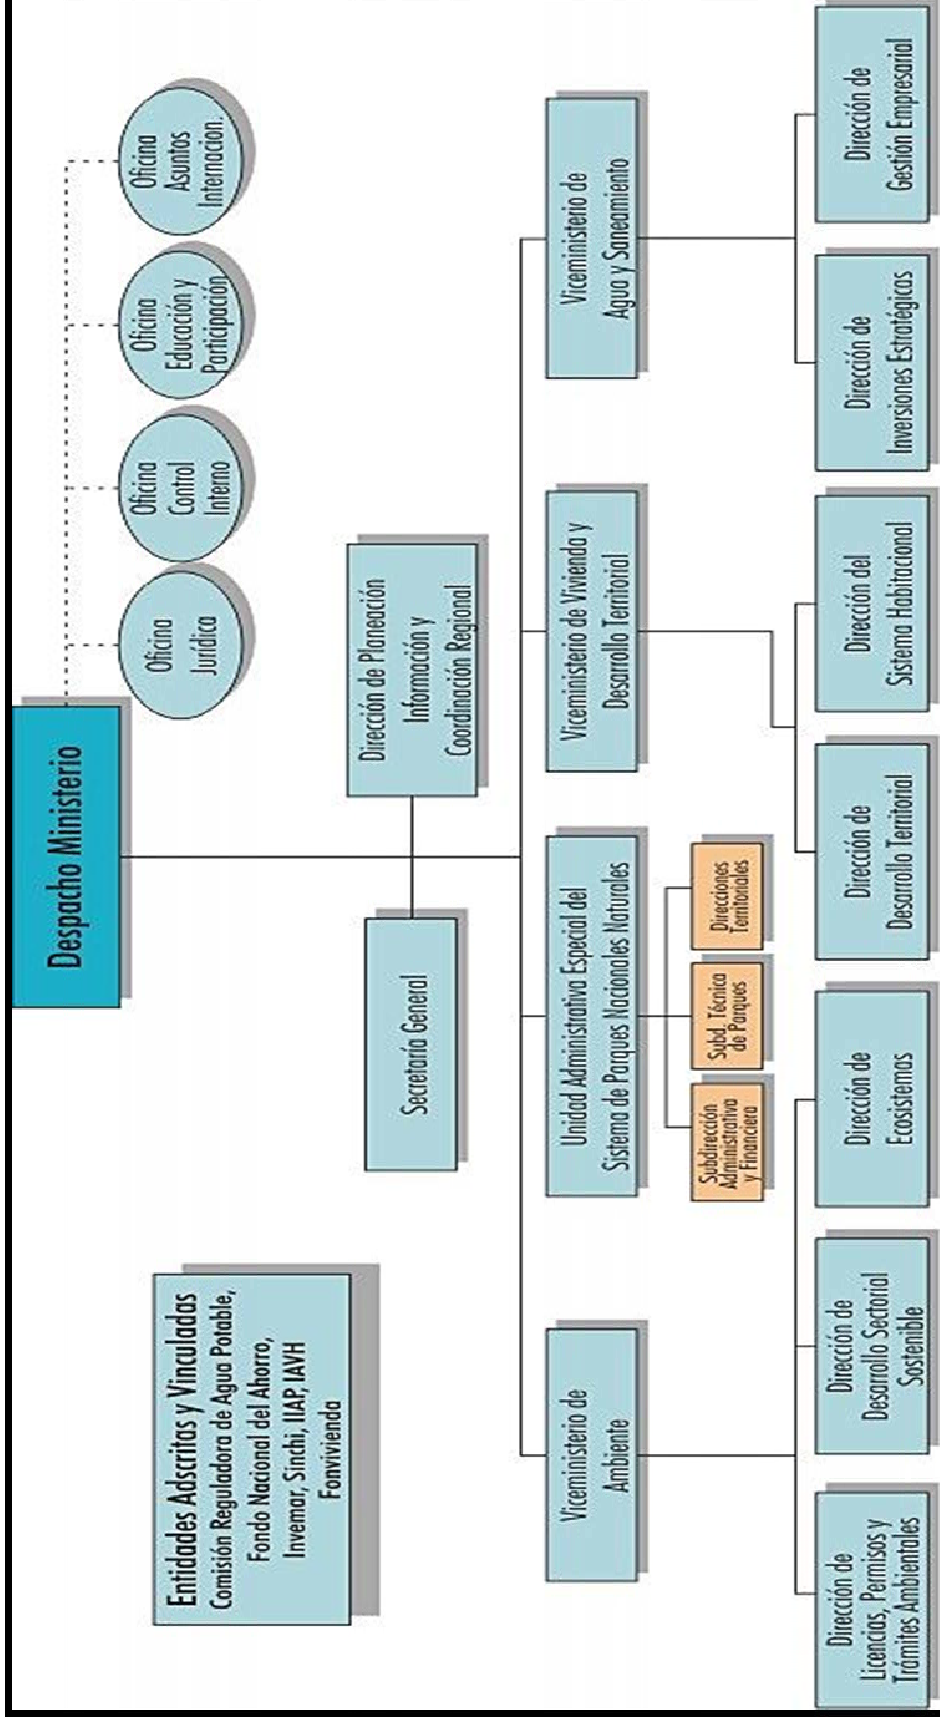 Despacho Ministerio
Oficina
Jurídica
Oficina
Control
Interno
Oficina
Educación y
Participación
Oficina
Asuntos
Internacion.
Entidades Adscritas y Vinculadas
Comisión Reguladora de Agua Potable,
Fondo Nacional del Ahorro,
Invemar, Sinchi, IIAP, IAVH
Fonvivienda
Secretaría General
Dirección de Planeación
Información y
Coordinación Regional
Viceministerio de
Ambiente
Unidad Administrativa Especial del
Sistema de Parques Nacionales Naturales
Viceministerio de Vivienda y
Desarrollo Territorial
Viceministerio de
Agua y Saneamiento
Subdirección
Administrativa
y Financiera
Subd. Técnica
de Parques
Direcciones
Territoriales
Dirección de
Licencias, Permisos y
Trámites Ambientales
Dirección de
Desarrollo Sectorial
Sostenible
Dirección de
Ecosistemas
Dirección de
Desarrollo Territorial
Dirección del
Sistema Habitacional
Dirección de
Inversiones Estratégicas
Dirección de
Gestión Empresarial